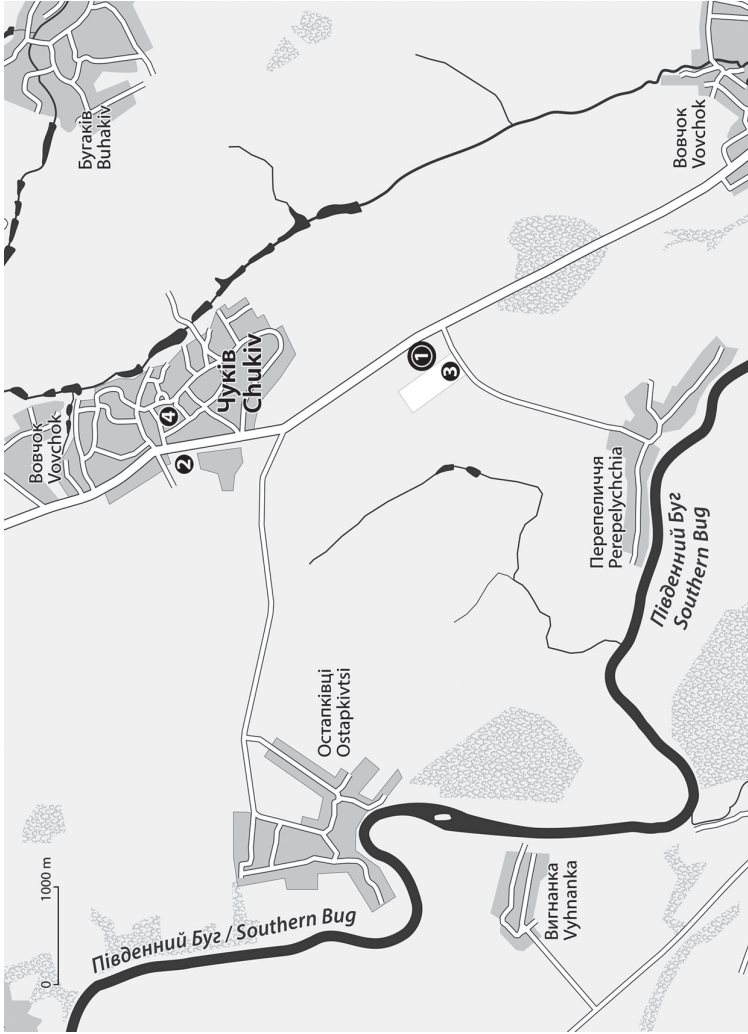 Бугаків
Buhakiv
Вовчок
Vovchok
Вовчок
Vovchok
Чуків
Chukiv
1
2
3
4
Перепеличчя
Perepelychchia
Південний Буг
Southern Bug
Остапківці
Ostapkivtsi
Вигнанка
Vyhnanka
Південний Буг / Southern Bug
0 1000 m